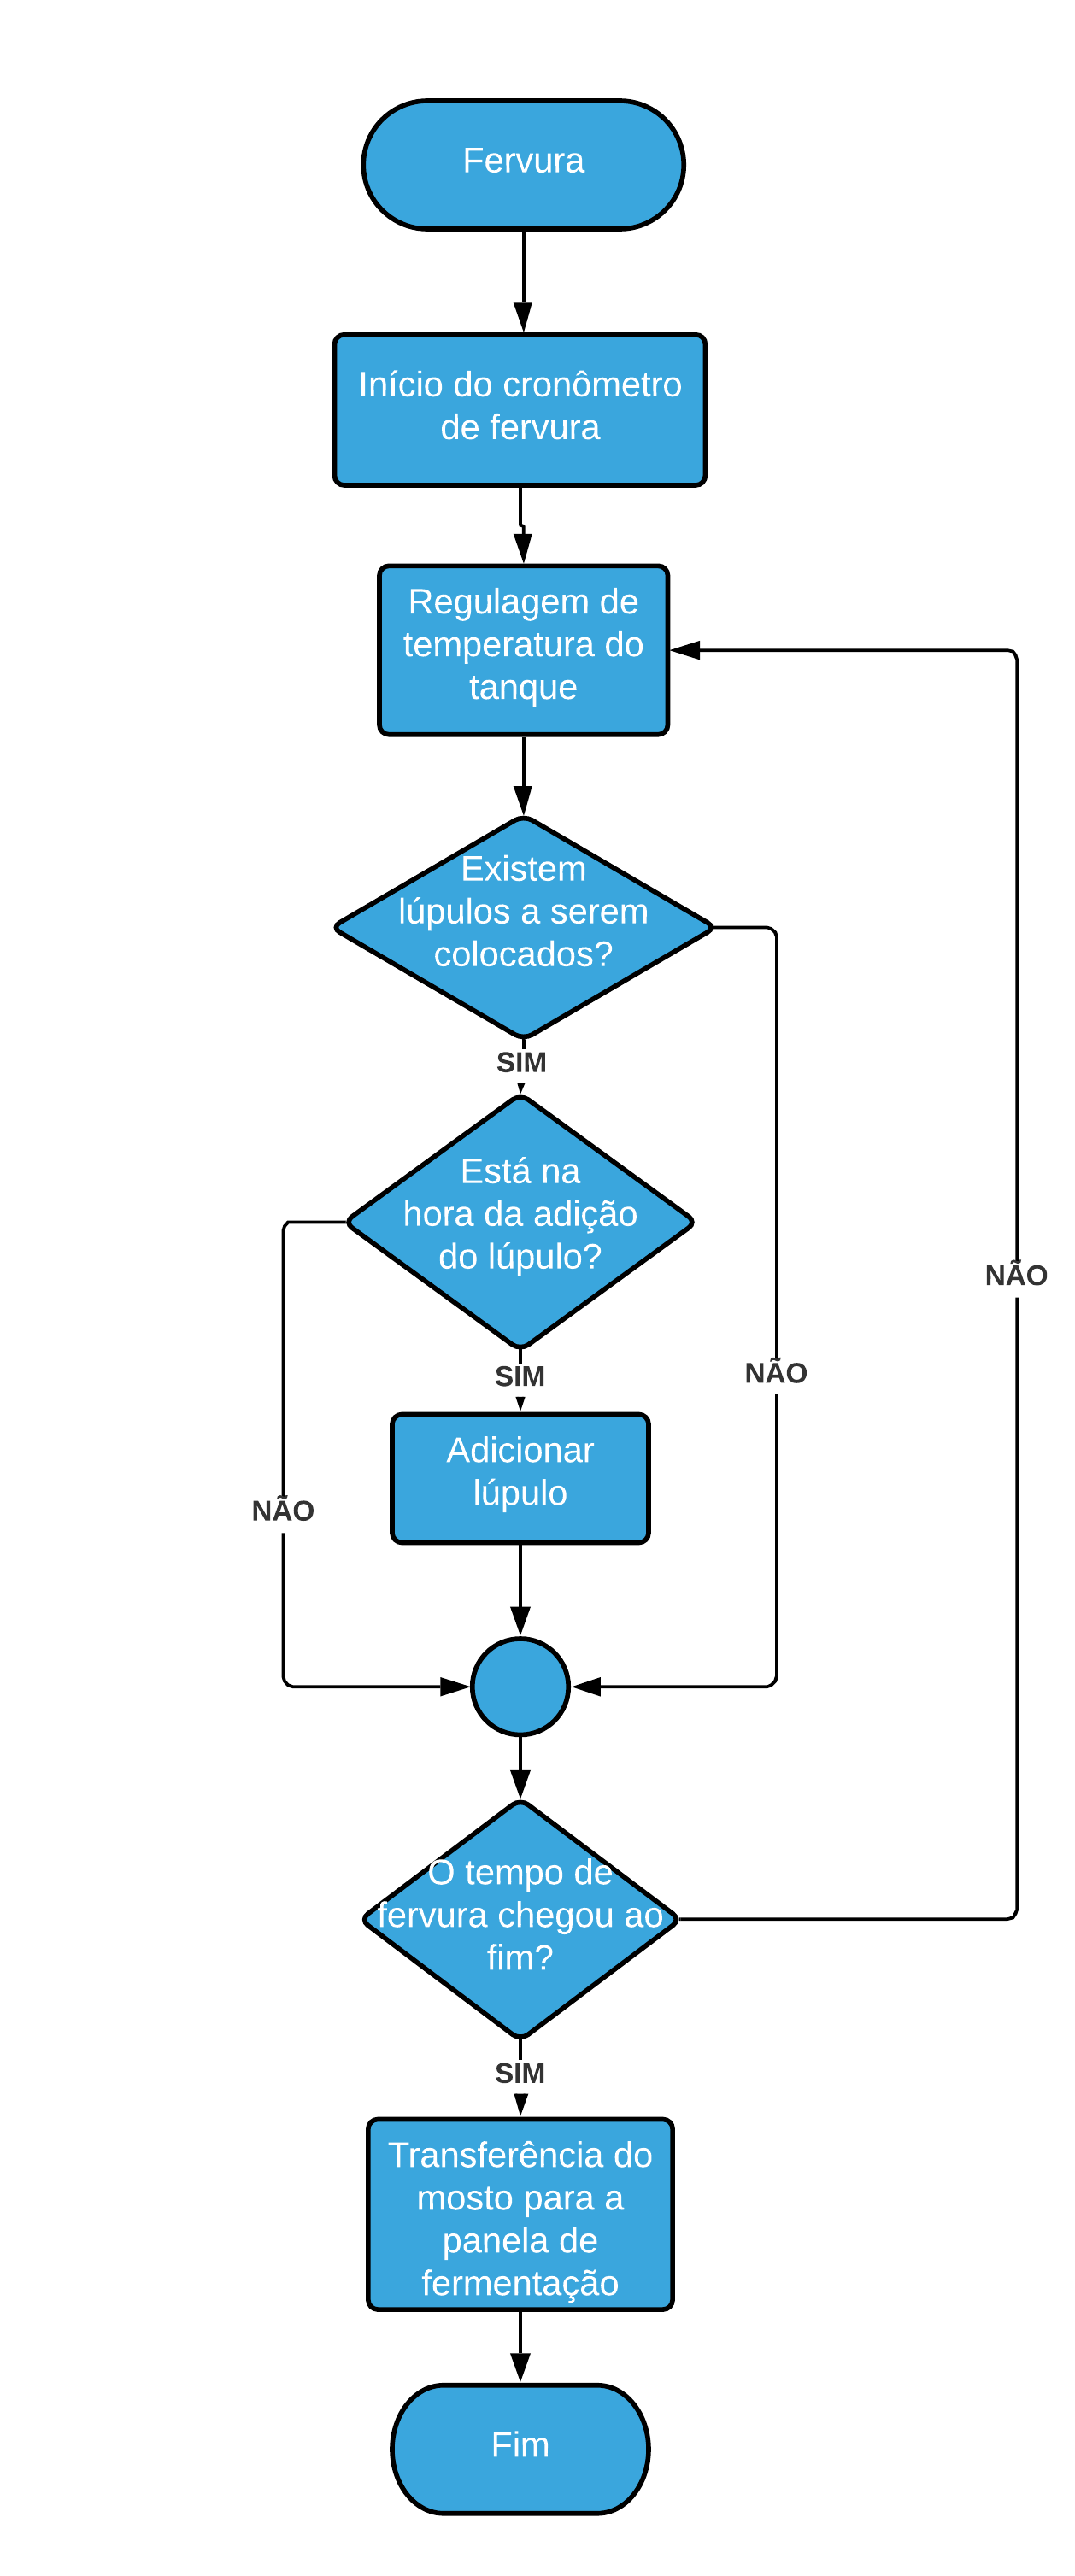 Fervura
Início do cronômetro
de fervura
Regulagem de
temperatura do
tanque
Existem
lúpulos a serem
colocados?
SIM
Está na
hora da adição
do lúpulo?
NÃO
SIM
NÃO
Adicionar
lúpulo
NÃO
O tempo de
fervura chegou ao
fim?
SIM
Transferência do
mosto para a
panela de
fermentação
Fim